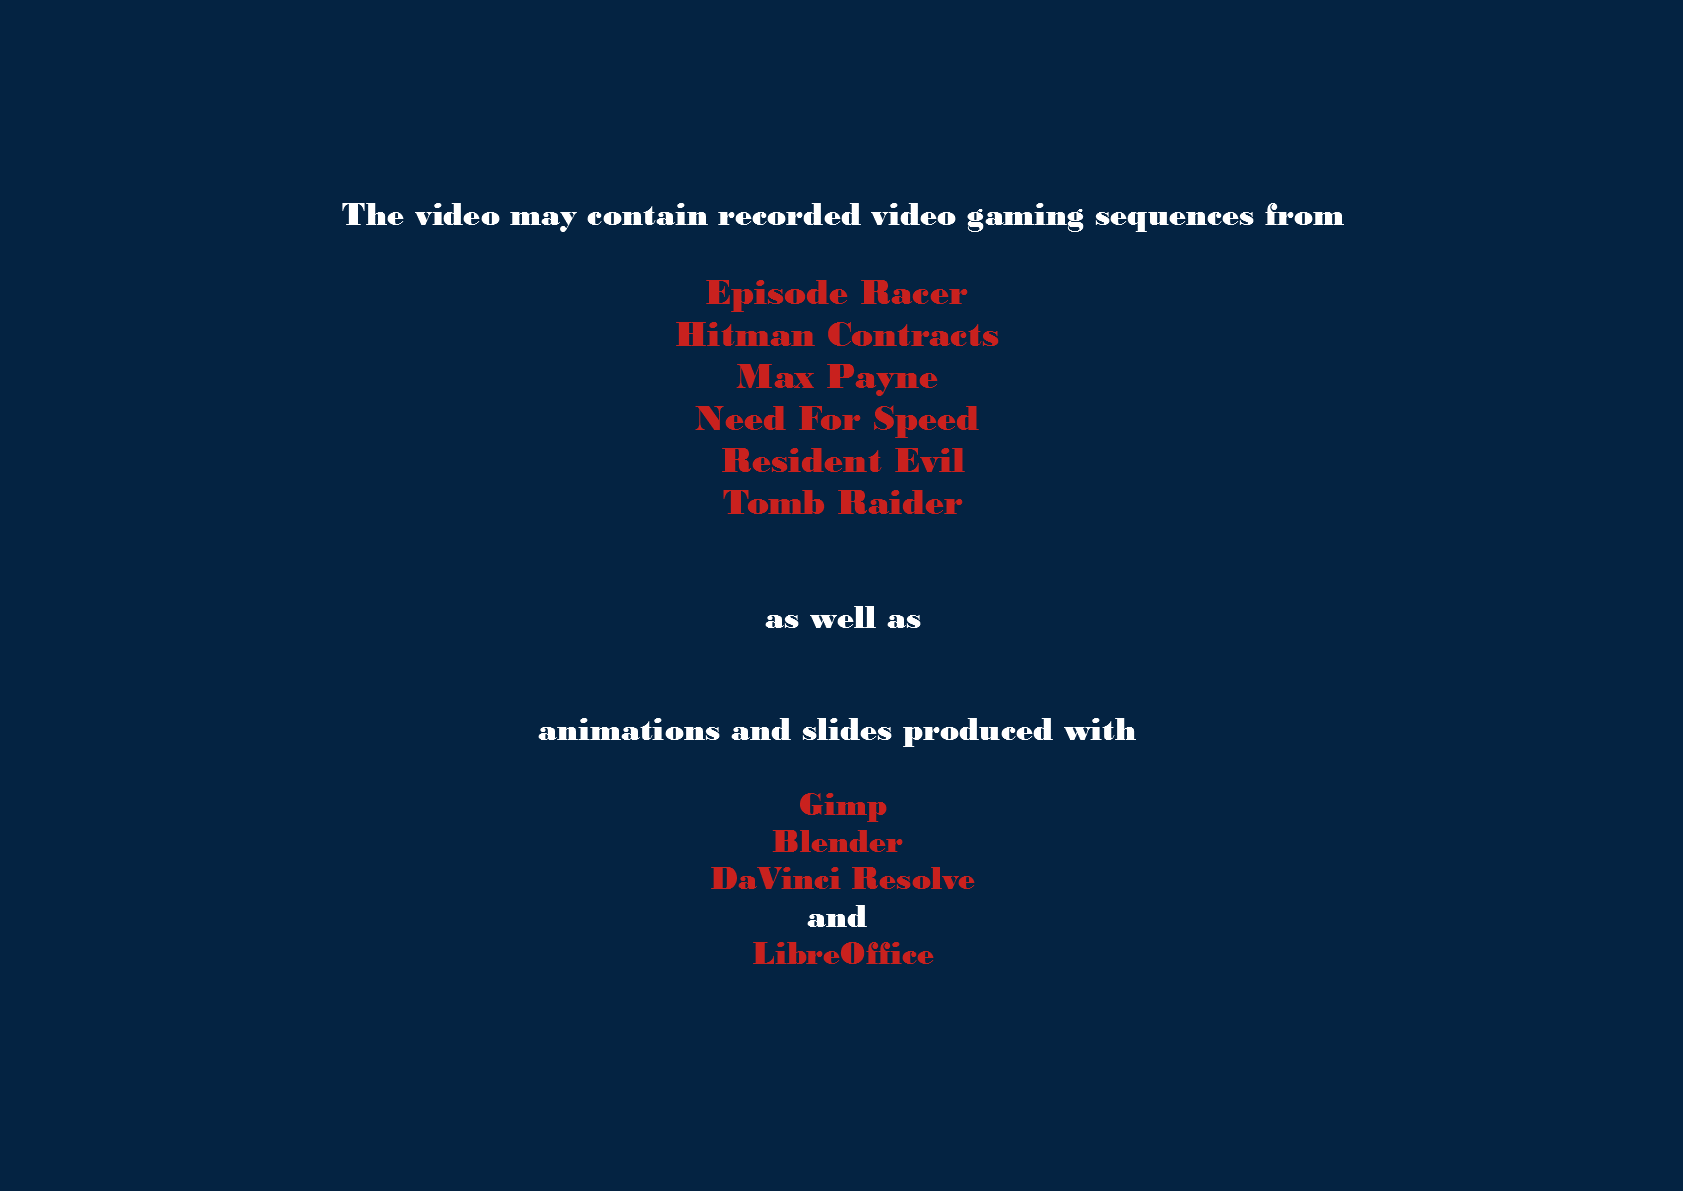 The video may contain recorded video gaming sequences from
Episode Racer
Hitman Contracts
Max Payne
Need For Speed
Resident Evil
Tomb Raider
as well as
animations and slides produced with
Gimp
Blender
DaVinci Resolve
and
LibreOffice